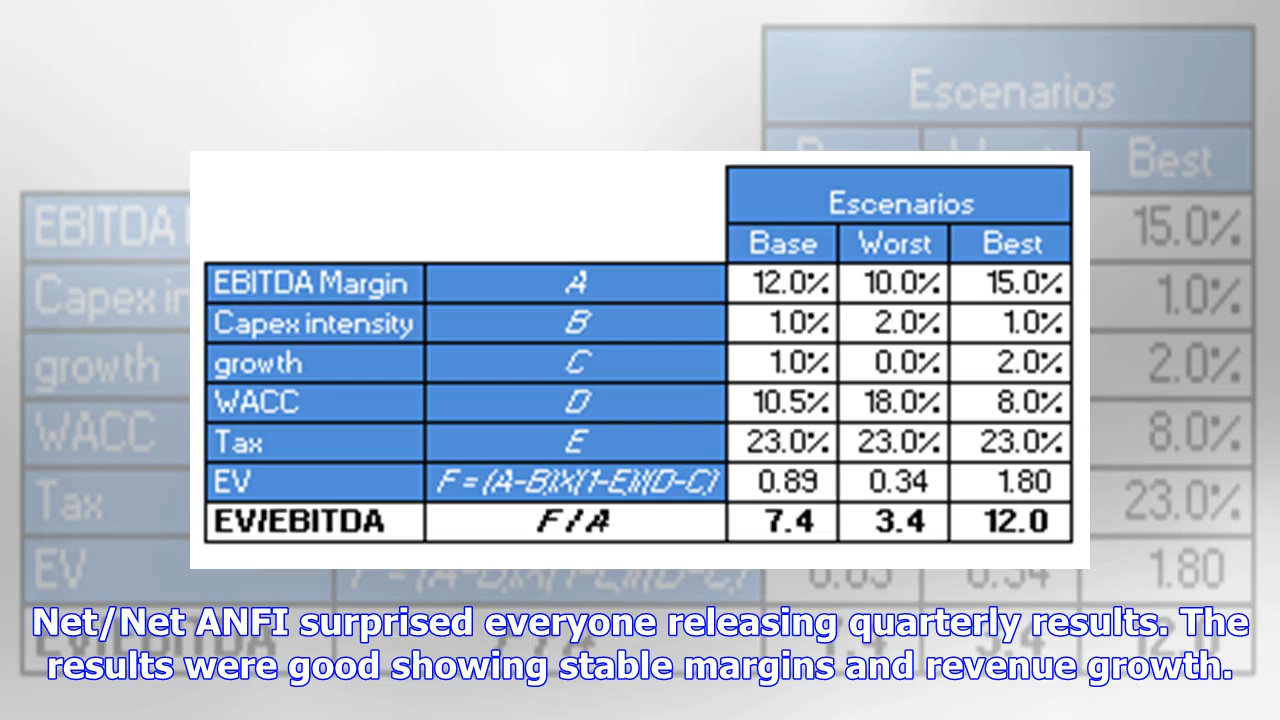 Escenarios
Base Worst Best
EBITDA Margin A 12.0% 10.0% 15.0%
Capex intensity B 1.0% 2.0% 1.0%
growth C 1.0% 0.0% 2.0%
WACC D 10.5% 18.0% 8.0%
Tax E 23.0% 23.0% 23.0%
EV F = (A-B)X(1-E)/(D-C) 0.89 0.34 1.80
EV/EBITDA F / A 7.4 3.4 12.0
Net/Net ANFI surprised everyone releasing quarterly results. The
results were good showing stable margins and revenue growth.